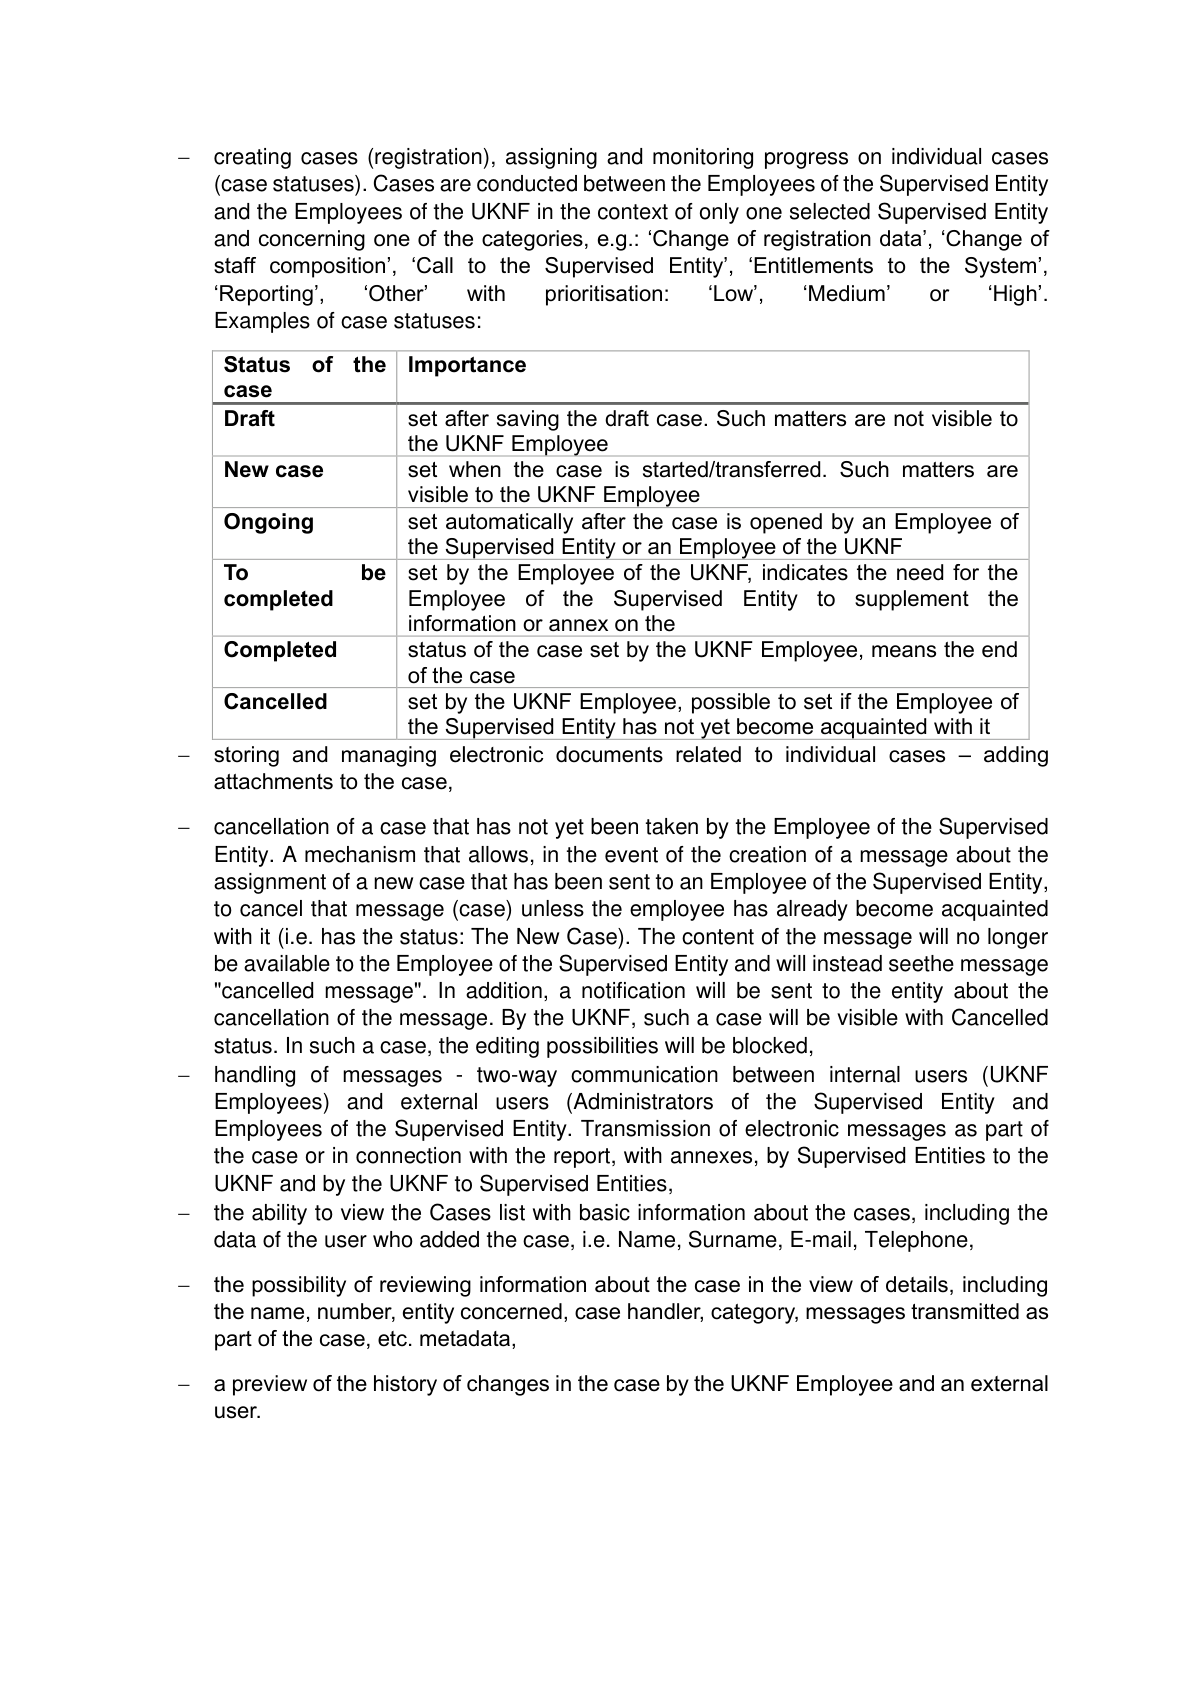 – creating cases (registration), assigning and monitoring progress on individual cases
(case statuses). Cases are conducted between the Employees of the Supervised Entity
and the Employees of the UKNF in the context of only one selected Supervised Entity
and concerning one of the categories, e.g.: ‘Change of registration data’, ‘Change of
staff composition’, ‘Call to the Supervised Entity’, ‘Entitlements to the System’,
‘Reporting’, ‘Other’ with prioritisation: ‘Low’, ‘Medium’ or ‘High’.
Examples of case statuses:
Status of the
case
Importance
Draft
set after saving the draft case. Such matters are not visible to
the UKNF Employee
New case
set when the case is started/transferred. Such matters are
visible to the UKNF Employee
Ongoing
set automatically after the case is opened by an Employee of
the Supervised Entity or an Employee of the UKNF
To be
completed
set by the Employee of the UKNF, indicates the need for the
Employee of the Supervised Entity to supplement the
information or annex on the
Completed
status of the case set by the UKNF Employee, means the end
of the case
Cancelled
set by the UKNF Employee, possible to set if the Employee of
the Supervised Entity has not yet become acquainted with it
– storing and managing electronic documents related to individual cases – adding
attachments to the case,
– cancellation of a case that has not yet been taken by the Employee of the Supervised
Entity. A mechanism that allows, in the event of the creation of a message about the
assignment of a new case that has been sent to an Employee of the Supervised Entity,
to cancel that message (case) unless the employee has already become acquainted
with it (i.e. has the status: The New Case). The content of the message will no longer
be available to the Employee of the Supervised Entity and will instead seethe message
"cancelled message". In addition, a notification will be sent to the entity about the
cancellation of the message. By the UKNF, such a case will be visible with Cancelled
status. In such a case, the editing possibilities will be blocked,
– handling of messages - two-way communication between internal users (UKNF
Employees) and external users (Administrators of the Supervised Entity and
Employees of the Supervised Entity. Transmission of electronic messages as part of
the case or in connection with the report, with annexes, by Supervised Entities to the
UKNF and by the UKNF to Supervised Entities,
– the ability to view the Cases list with basic information about the cases, including the
data of the user who added the case, i.e. Name, Surname, E-mail, Telephone,
– the possibility of reviewing information about the case in the view of details, including
the name, number, entity concerned, case handler, category, messages transmitted as
part of the case, etc. metadata,
– a preview of the history of changes in the case by the UKNF Employee and an external
user.